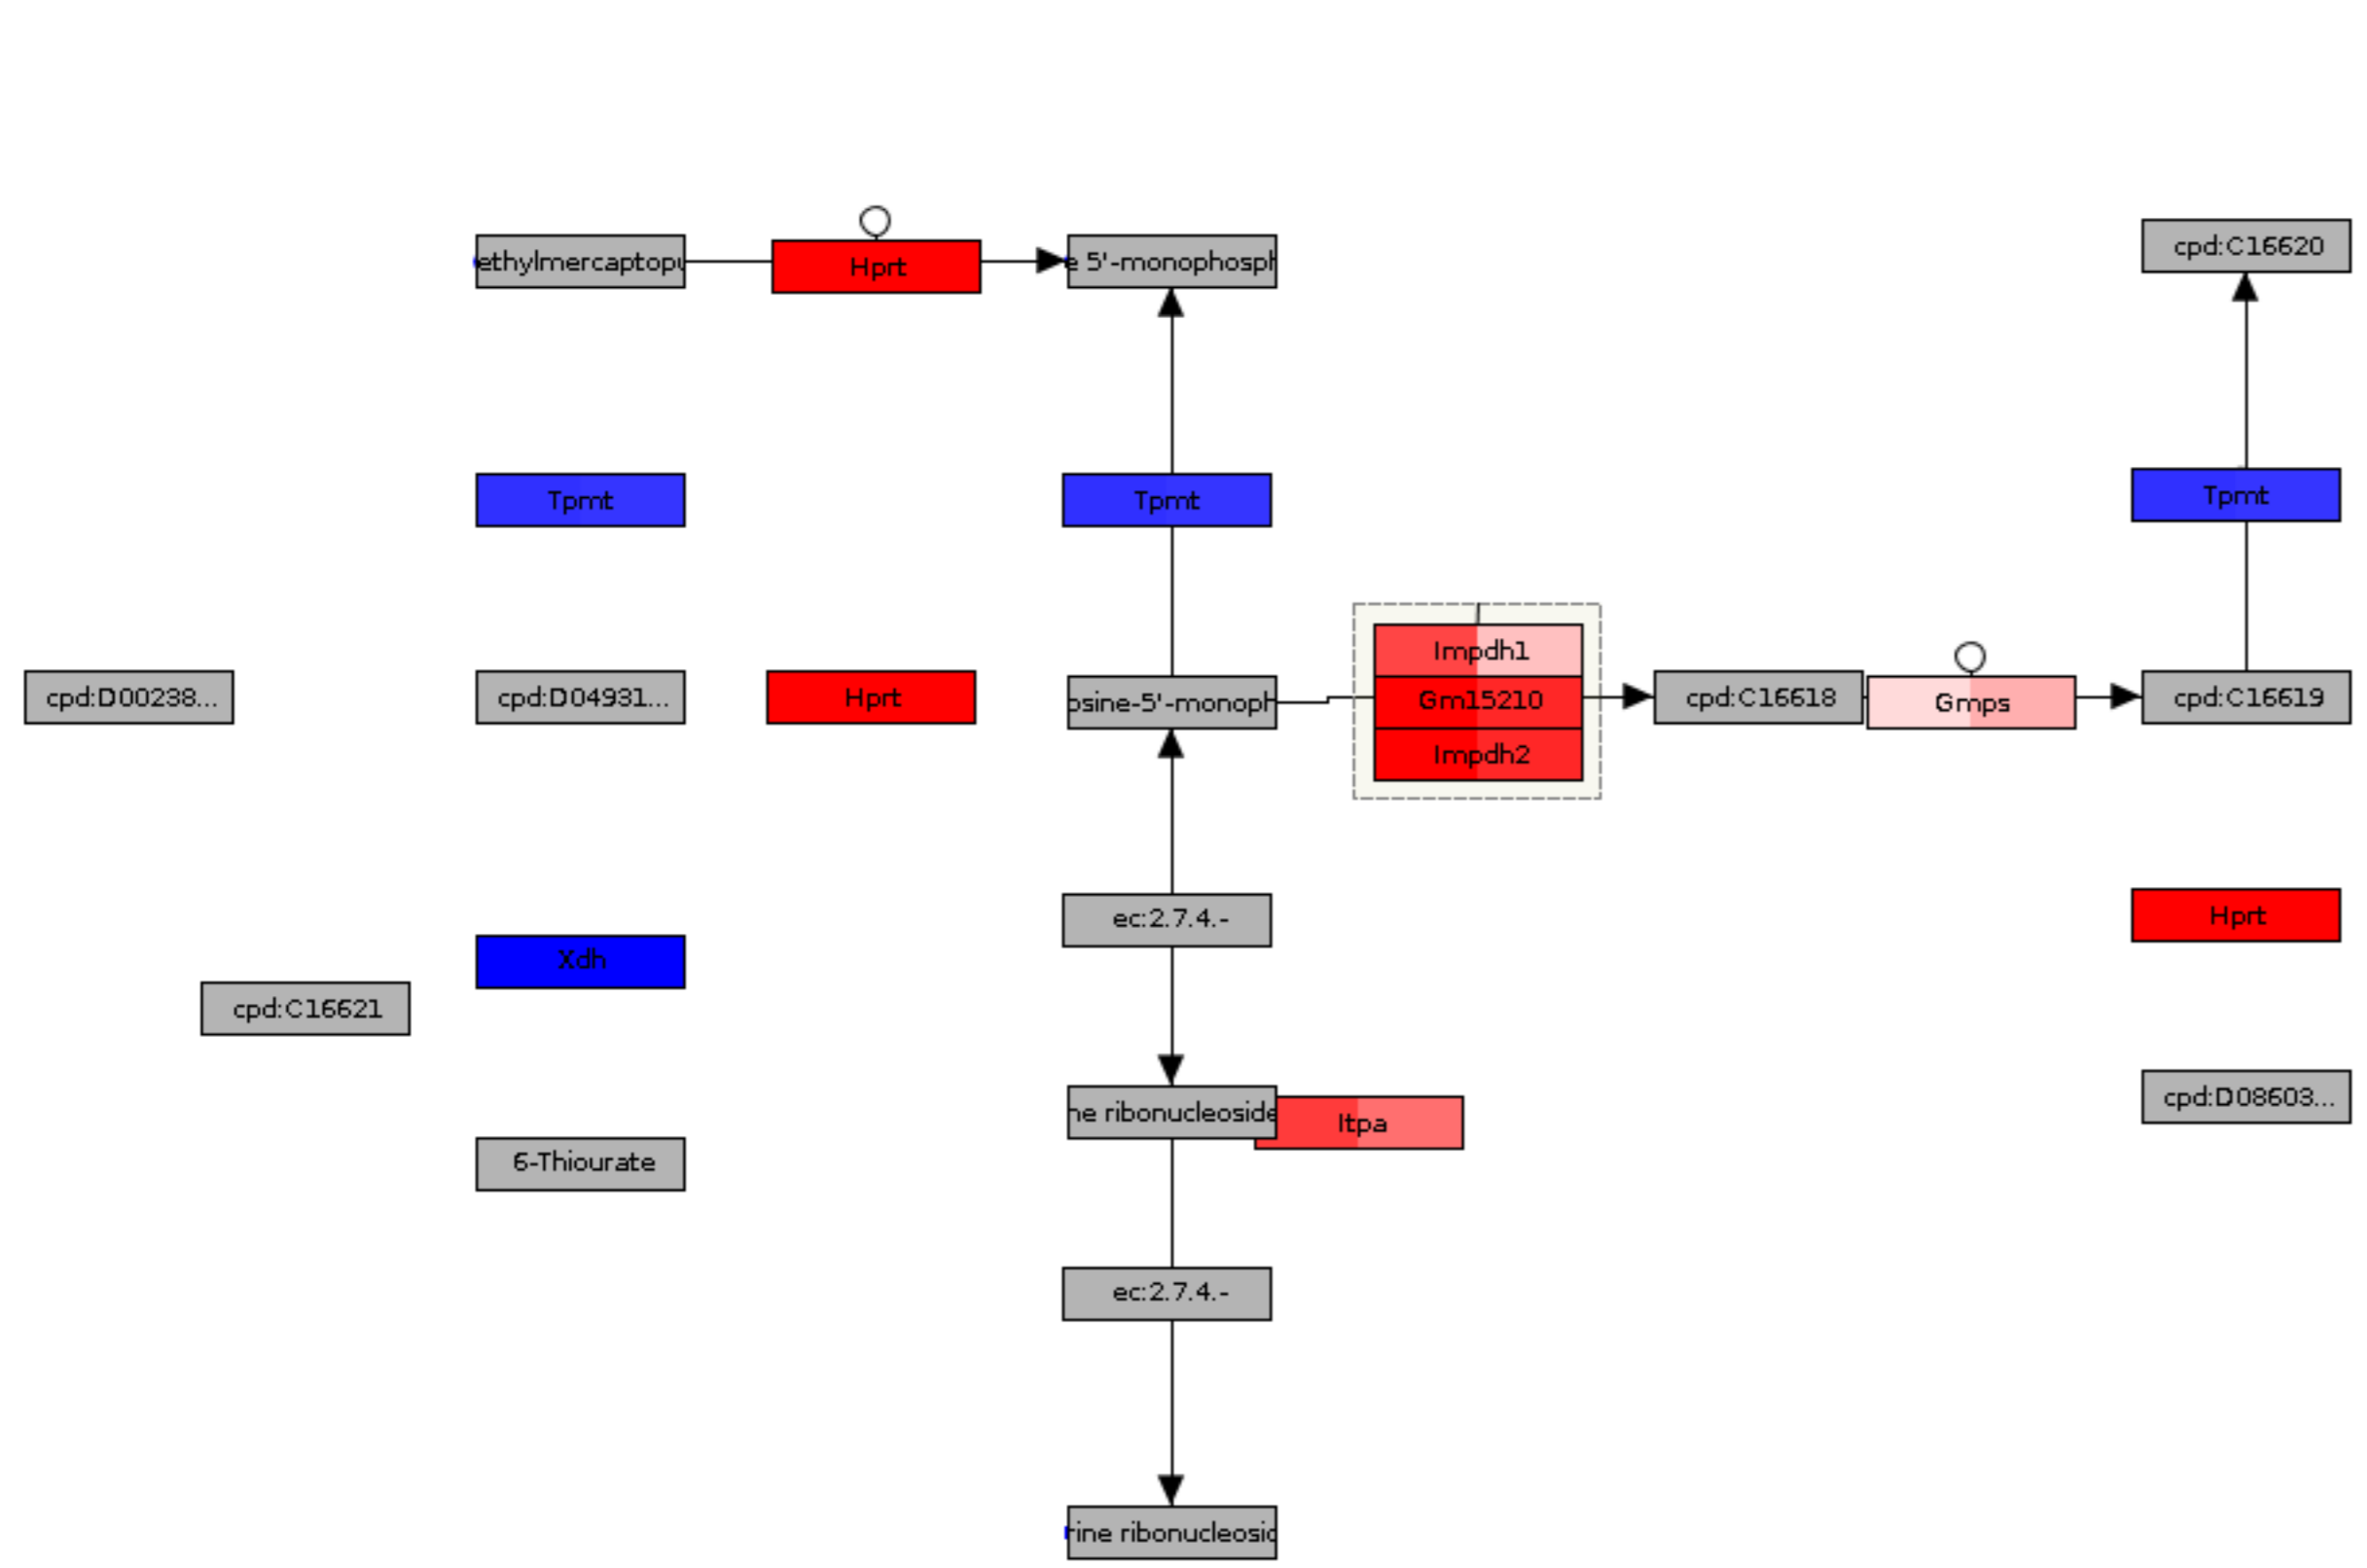 cpd:C16620
ethylmercaptopu
Hprt
e 5'-monophosph
Tpmt
Tpmt
Tpmt
Impdh1
cpd:D00238...
cpd:D04931...
Hprt
osine-5'-monoph
Gm15210
cpd:C16618
Gmps
cpd:C16619
Impdh2
ec:2.7.4.-
Hprt
Xdh
cpd:C16621
ne ribonucleoside
Itpa
cpd:D08603...
6-Thiourate
ec:2.7.4.-
rine ribonucleosid